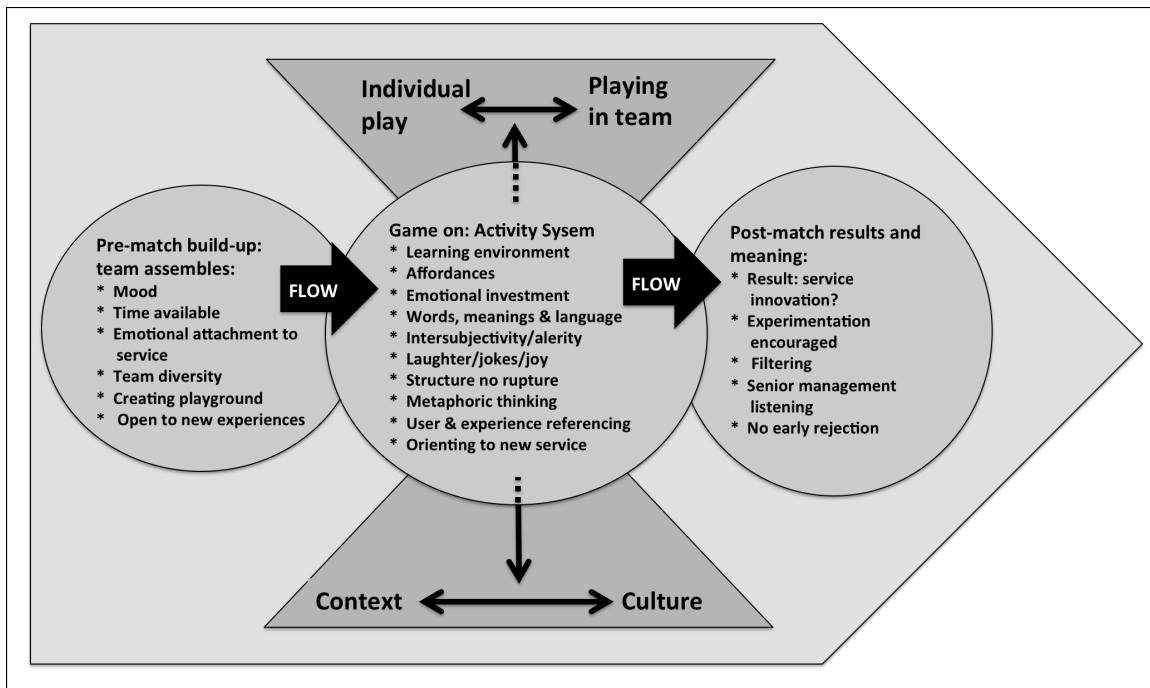 Individual
play
Playing
in team
Pre-match build-up:
team assembles:
* Mood
* Time available
* Emotional attachment to
service
* Team diversity
* Creating playground
* Open to new experiences
FLOW
Game on: Activity Sysem
* Learning environment
* Affordances
* Emotional investment
* Words, meanings & language
* Intersubjectivity/alerity
* Laughter/jokes/joy
* Structure no rupture
* Metaphoric thinking
* User & experience referencing
* Orienting to new service
FLOW
Post-match results and
meaning:
* Result: service
innovation?
* Experimentation
encouraged
* Filtering
* Senior management
listening
* No early rejection
Context
Culture